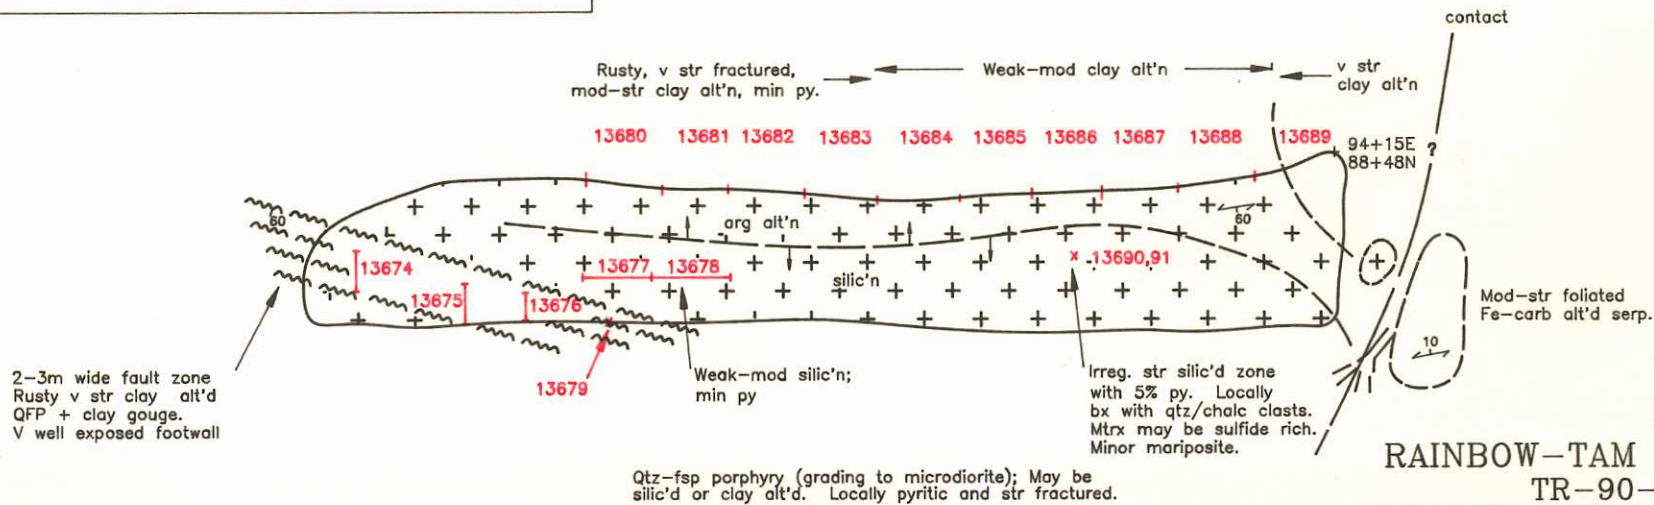 contact
Rusty, v str fractured,
mod-str clay alt'n, min py.
Weak-mod clay alt'n
v str
clay alt'n
13680 13681 13682 13683 13684 13685 13686 13687 13688 13689
94+15E
88+48N
?
60
arg alt'n
60
13674
13677 13678
silic'n
13690,91
13675
13676
Mod-str foliated
Fe-carb alt'd serp.
10
2-3m wide fault zone
Rusty v str clay alt'd
QFP + clay gouge.
V well exposed footwall
13679
Weak-mod silic'n;
min py
Irreg. str silic'd zone
with 5% py. Locally
bx with qtz/chalc clasts.
Mtrx may be sulfide rich.
Minor mariposite.
Qtz-fsp porphyry (grading to microdiorite); May be
silic'd or clay alt'd. Locally pyritic and str fractured.
RAINBOW-TAM
TR-90-